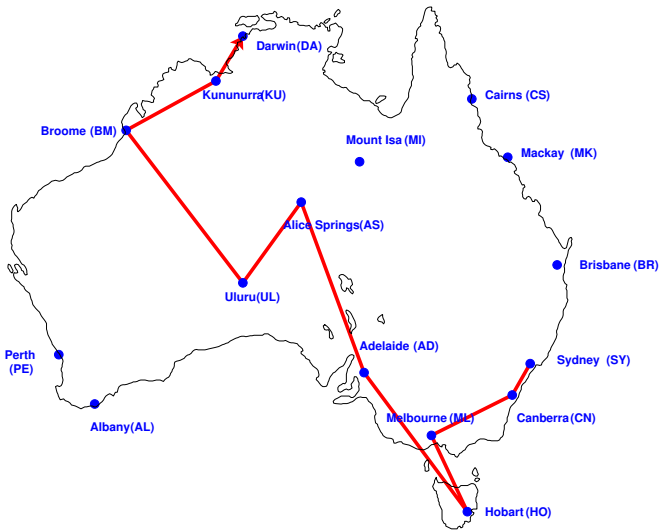 Darwin(DA)
Kununurra(KU)
Cairns (CS)
Broome (BM)
Mount Isa (MI)
Mackay (MK)
Alice Springs(AS)
Brisbane (BR)
Uluru(UL)
Adelaide (AD)
Perth
(PE)
Sydney (SY)
Melbourne (ML)
Canberra(CN)
Albany(AL)
Hobart(HO)